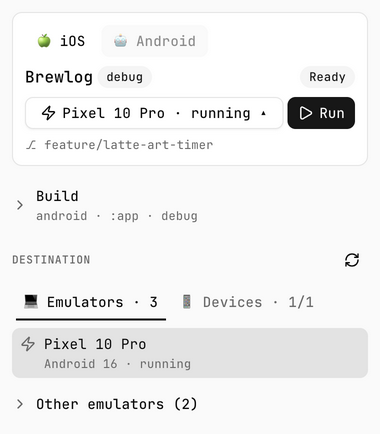 iOS Android
Brewlog debug Ready
Pixel 10 Pro · running Run
feature/latte-art-timer
Build
android · :app · debug
DESTINATION
Emulators · 3 Devices · 1/1
Pixel 10 Pro
Android 16 · running
Other emulators (2)